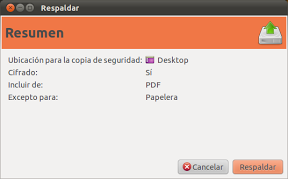 Respaldar
Resumen
Ubicación para la copia de seguridad: Desktop
Cifrado: Sí
Incluir de: PDF
Excepto para: Papelera
Cancelar Respaldar